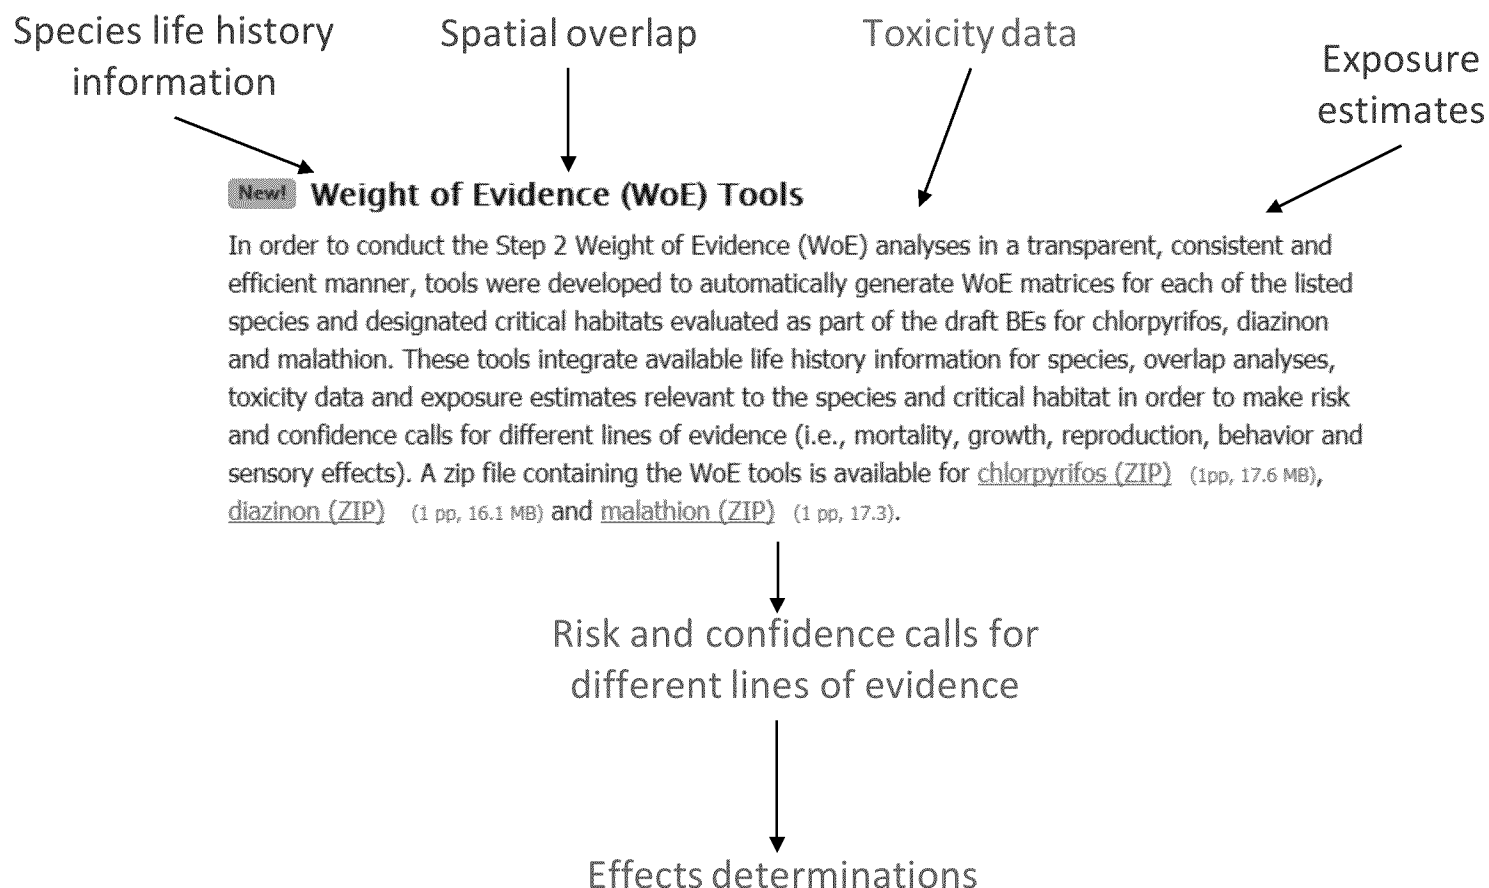 Species life history
information
Spatial overlap
Toxicity data
Exposure
estimates
New! Weight of Evidence (WoE) Tools
In order to conduct the Step 2 Weight of Evidence (WoE) analyses in a transparent, consistent and
efficient manner, tools were developed to automatically generate WoE matrices for each of the listed
species and designated critical habitats evaluated as part of the draft BEs for chlorpyrifos, diazinon
and malathion. These tools integrate available life history information for species, overlap analyses,
toxicity data and exposure estimates relevant to the species and critical habitat in order to make risk
and confidence calls for different lines of evidence (i.e., mortality, growth, reproduction, behavior and
sensory effects). A zip file containing the WoE tools is available for chlorpyrifos (ZIP) (1pp, 17.6 MB),
diazinon (ZIP) (1 pp, 16.1 MB) and malathion (ZIP) (1 pp, 17.3).
Risk and confidence calls for
different lines of evidence
Effects determinations